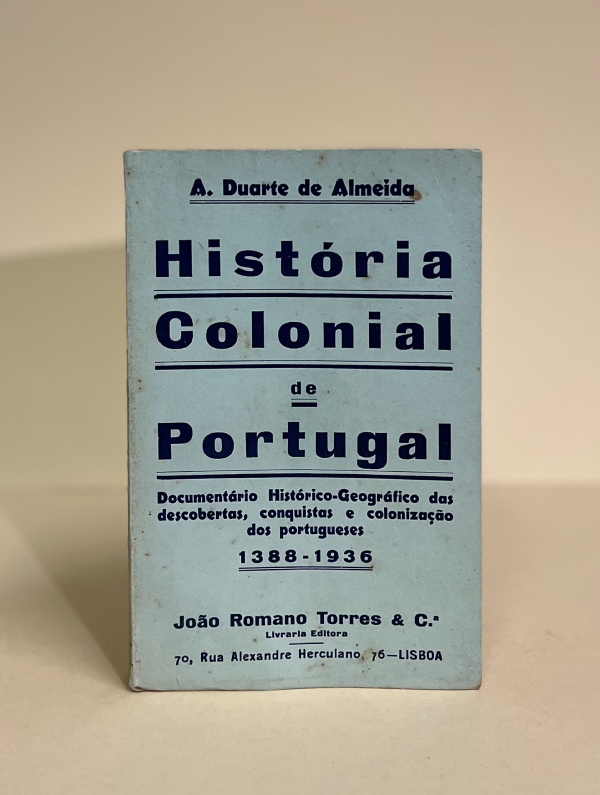 A. Duarte de Almeida
História
Colonial
de
Portugal
Documentário Histórico-Geográfico das
descobertas, conquistas e colonização
dos portugueses
1388-1936
João Romano Torres & C.ª
Livraria Editora
70, Rua Alexandre Herculano, 76—LISBOA